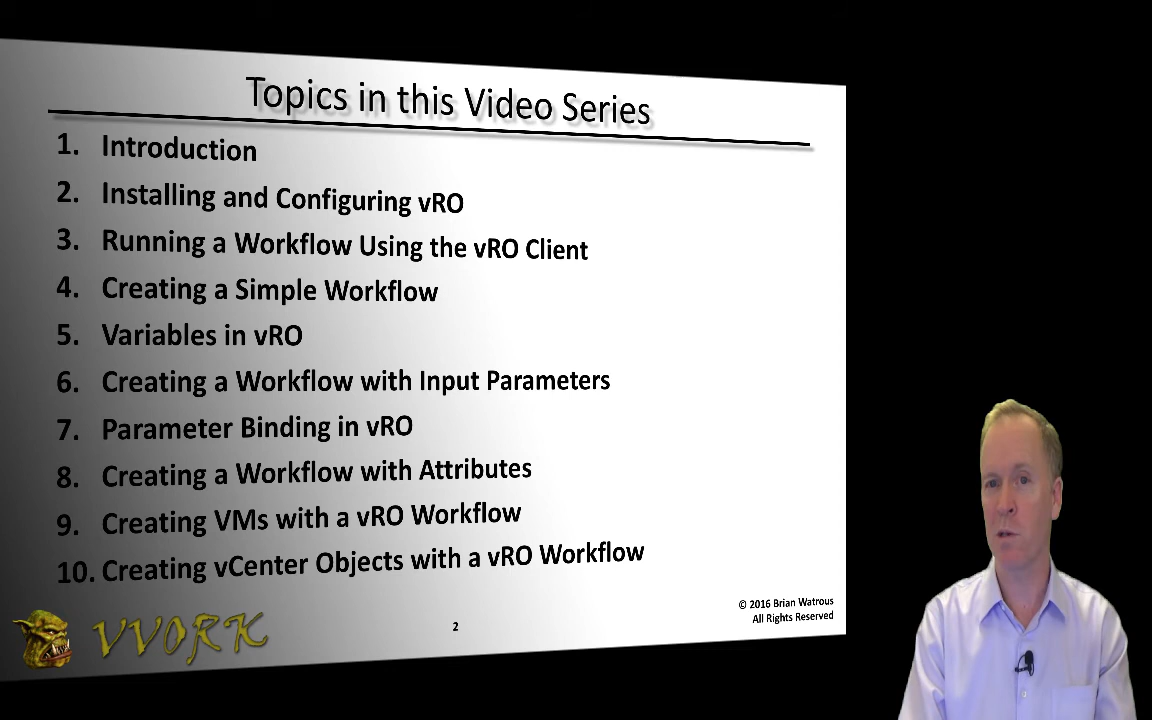 Topics in this Video Series
1. Introduction
2. Installing and Configuring vRO
3. Running a Workflow Using the vRO Client
4. Creating a Simple Workflow
5. Variables in vRO
6. Creating a Workflow with Input Parameters
7. Parameter Binding in vRO
8. Creating a Workflow with Attributes
9. Creating VMs with a vRO Workflow
10. Creating vCenter Objects with a vRO Workflow
VVORK
2
© 2016 Brian Watrous
All Rights Reserved